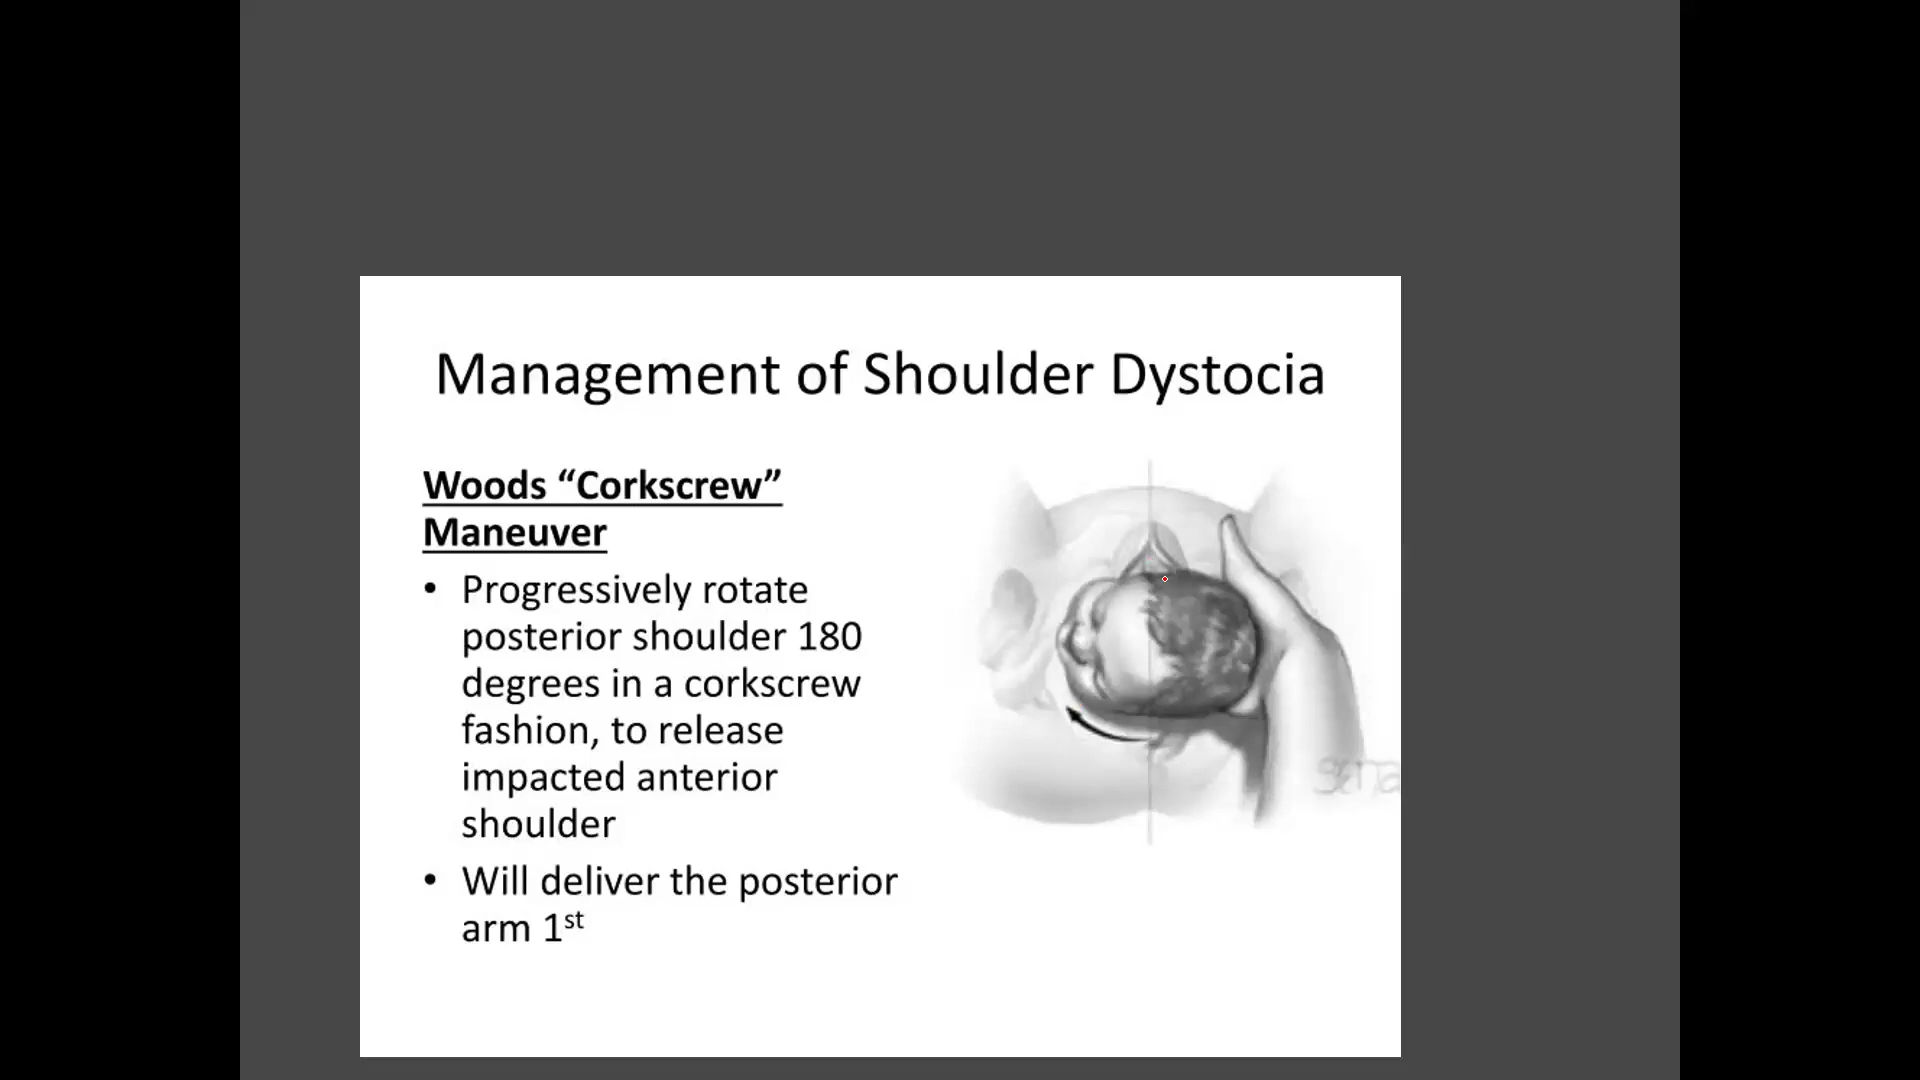 Management of Shoulder Dystocia
Woods “Corkscrew”
Maneuver
• Progressively rotate
posterior shoulder 180
degrees in a corkscrew
fashion, to release
impacted anterior
shoulder
• Will deliver the posterior
arm 1st